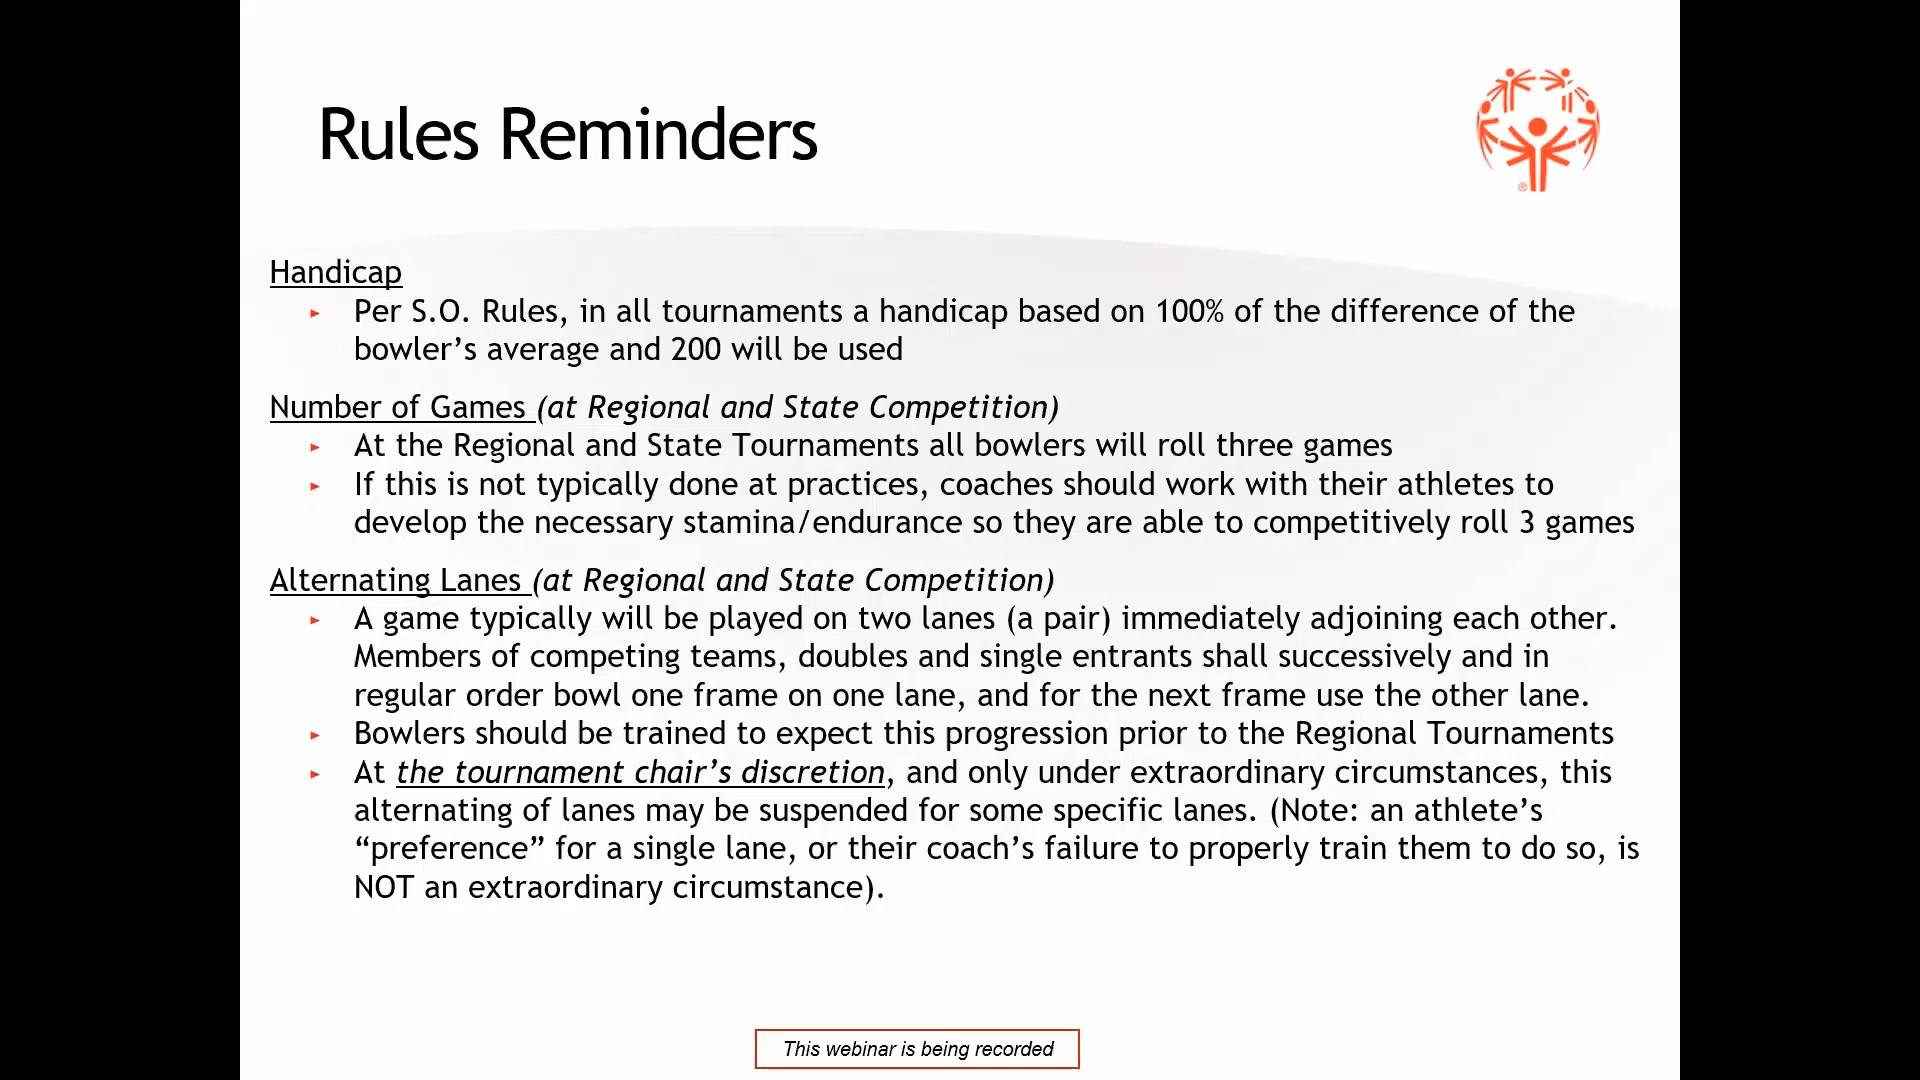 Rules Reminders
®
Handicap
► Per S.O. Rules, in all tournaments a handicap based on 100% of the difference of the
bowler’s average and 200 will be used
Number of Games (at Regional and State Competition)
► At the Regional and State Tournaments all bowlers will roll three games
► If this is not typically done at practices, coaches should work with their athletes to
develop the necessary stamina/endurance so they are able to competitively roll 3 games
Alternating Lanes (at Regional and State Competition)
► A game typically will be played on two lanes (a pair) immediately adjoining each other.
Members of competing teams, doubles and single entrants shall successively and in
regular order bowl one frame on one lane, and for the next frame use the other lane.
► Bowlers should be trained to expect this progression prior to the Regional Tournaments
► At the tournament chair’s discretion, and only under extraordinary circumstances, this
alternating of lanes may be suspended for some specific lanes. (Note: an athlete’s
“preference” for a single lane, or their coach’s failure to properly train them to do so, is
NOT an extraordinary circumstance).
This webinar is being recorded